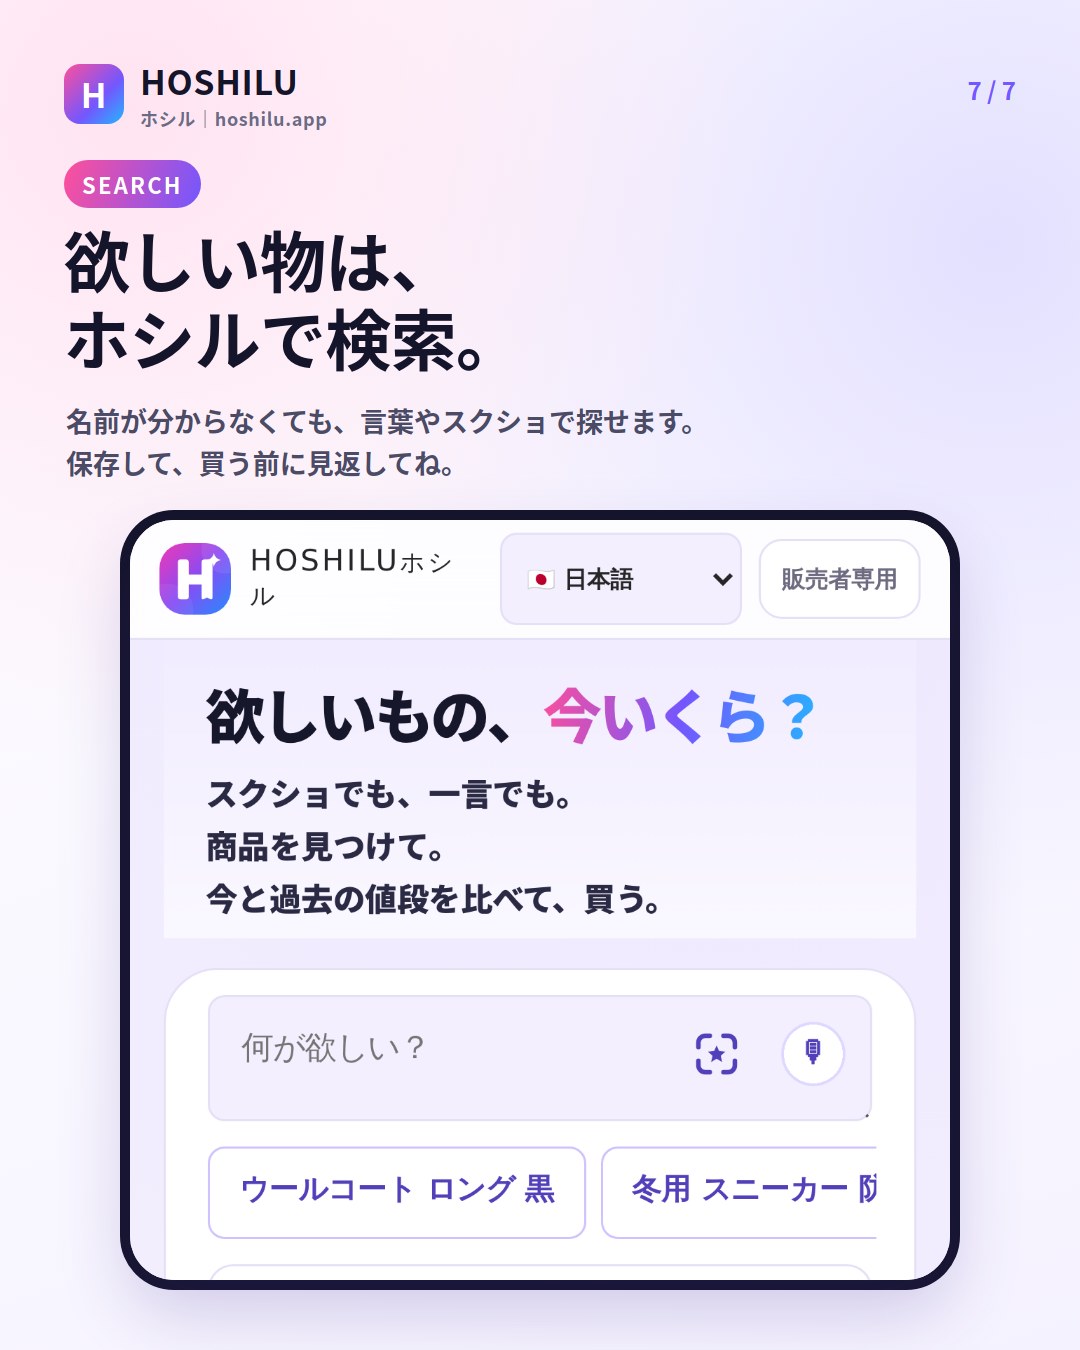 H
HOSHILU
ホシル｜hoshilu.app
7 / 7
SEARCH
欲しい物は、
ホシルで検索。
名前が分からなくても、言葉やスクショで探せます。
保存して、買う前に見返してね。
H
HOSHILUホシ
ル
日本語
販売者専用
欲しいもの、今いくら？
スクショでも、一言でも。
商品を見つけて。
今と過去の値段を比べて、買う。
何が欲しい？
ウールコート ロング 黒
冬用 スニーカー 防